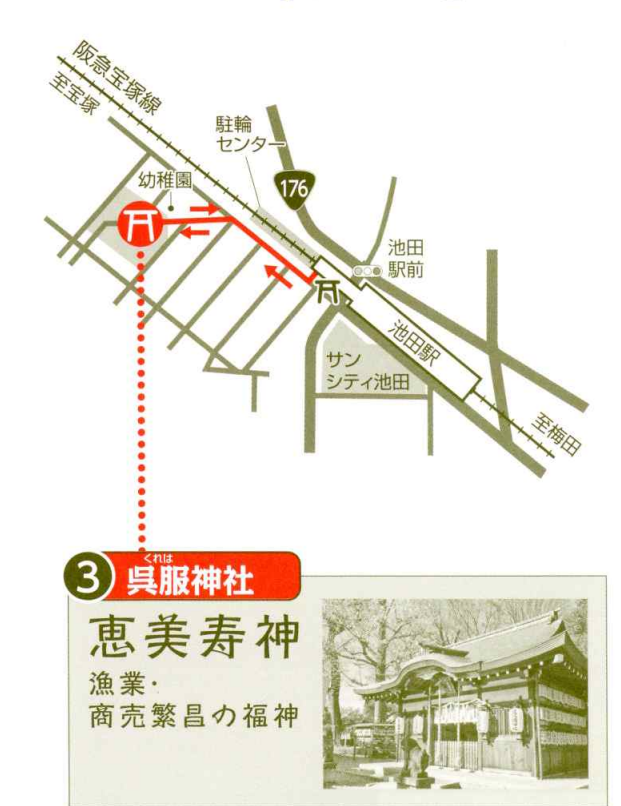 阪急宝塚線
至宝塚
駐輪
センター
幼稚園
176
池田
駅前
池田駅
サン
シティ池田
至梅田
くれは
3 呉服神社
恵美寿神
漁業・
商売繁昌の福神